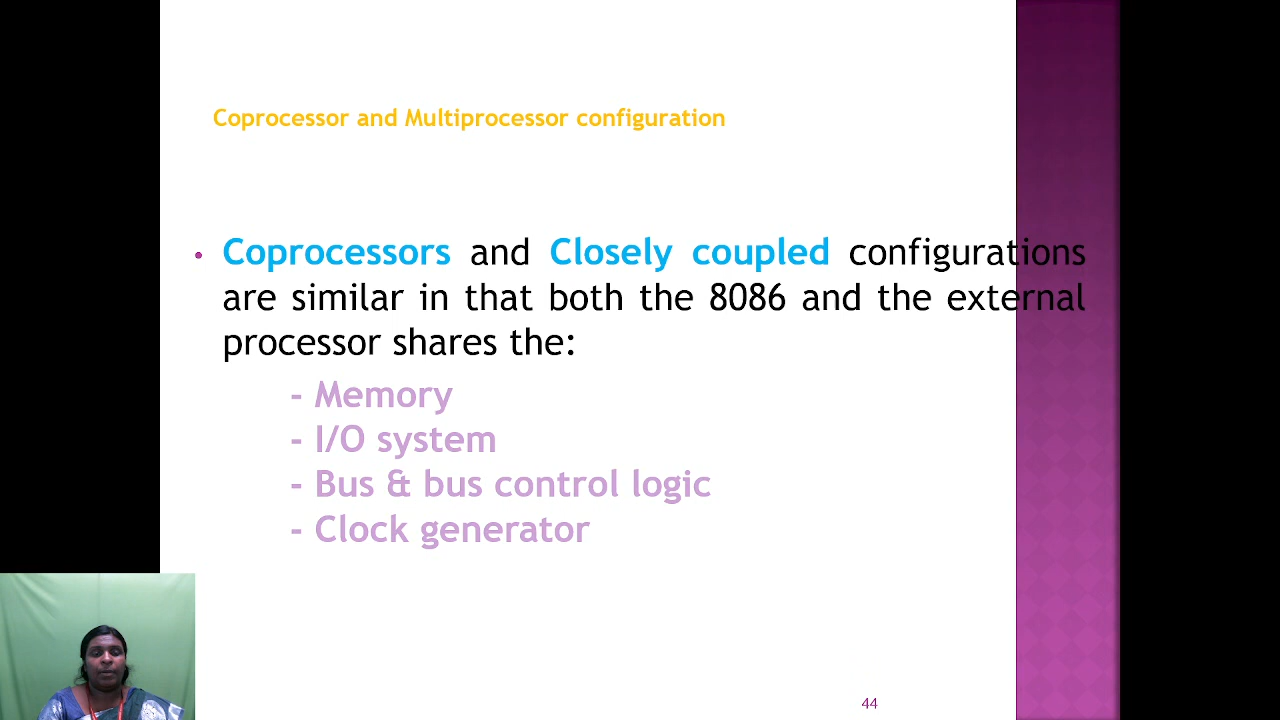 Coprocessor and Multiprocessor configuration
• Coprocessors and Closely coupled configurations
are similar in that both the 8086 and the external
processor shares the:
- Memory
- I/O system
- Bus & bus control logic
- Clock generator
44